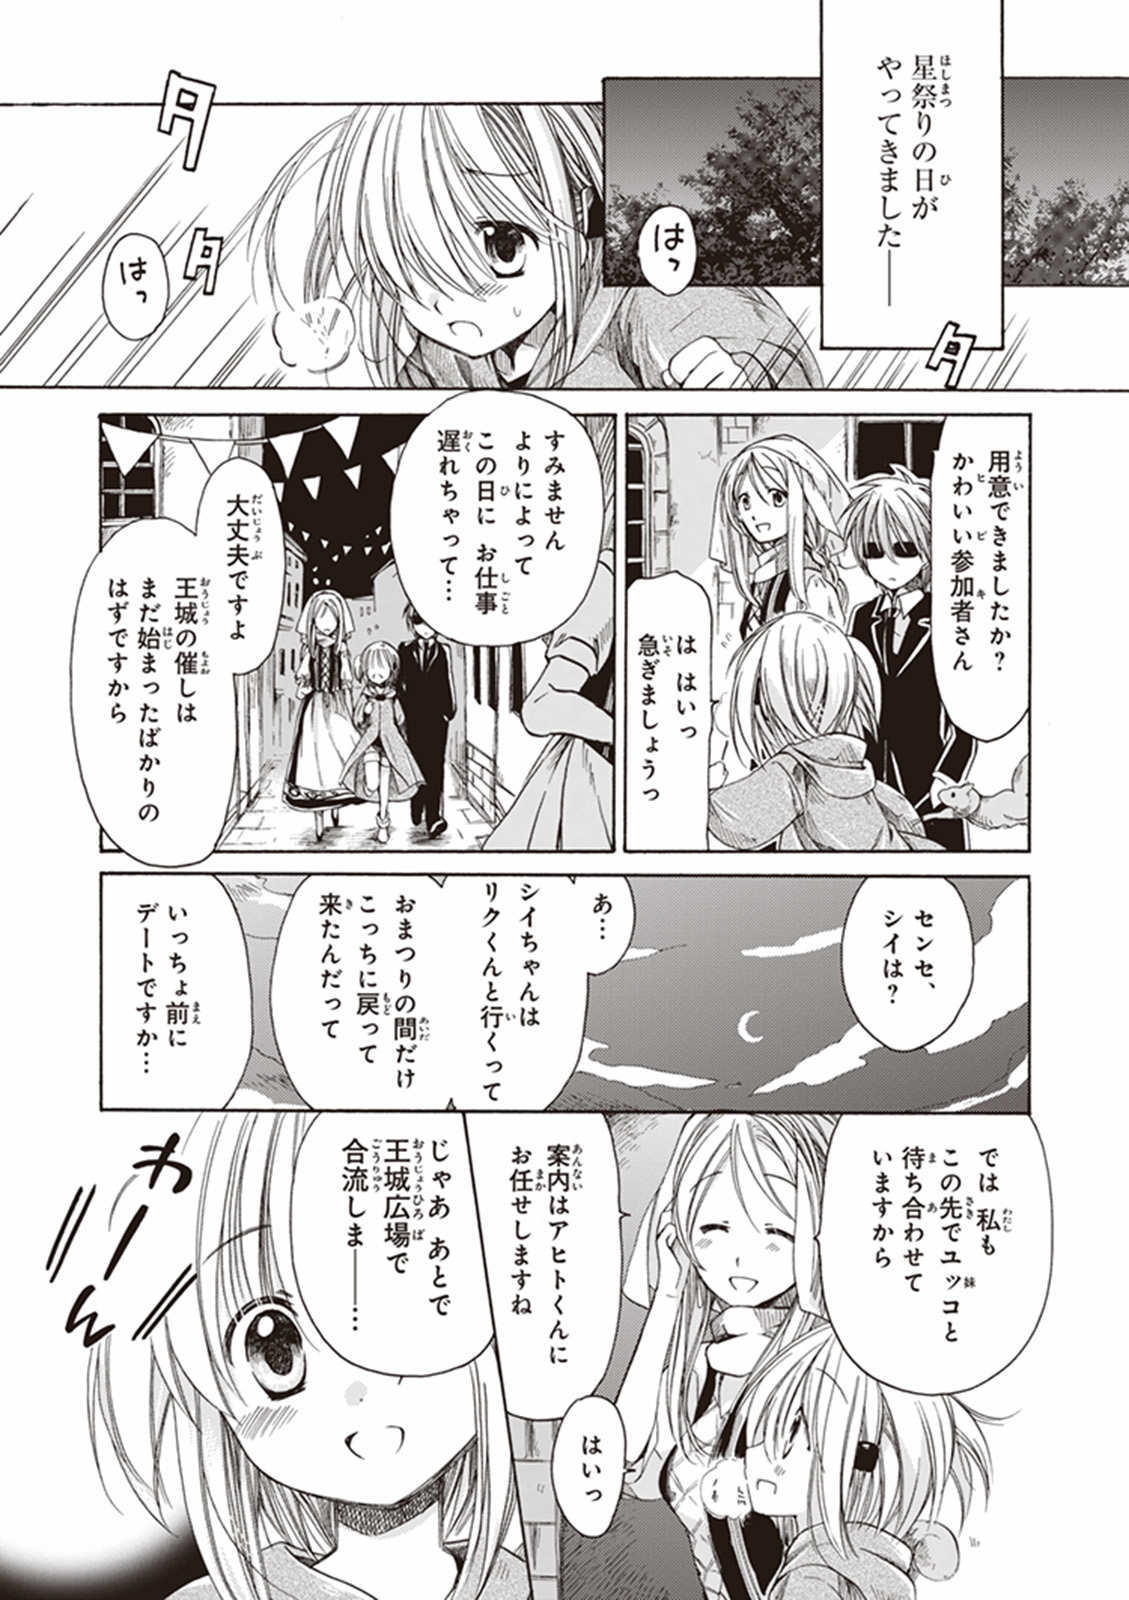 星祭りの日が
やってきました——
はっ
タ
はっ
タ
タ
用意できましたか?
かわいい参加者さん
は はいっ
急ぎましょうっ
すみません
よりによって
この日に お仕事
遅れちゃって…
大丈夫ですよ
王城の催しは
まだ始まったばかりの
はずですから
センセ、
シイは?
あ…
シイちゃんは
リクくんと行くって
おまつりの間だけ
こっちに戻って
来たんだって
いっちょ前に
デートですか…
では 私も
この先でユッコと
待ち合わせて
いますから
案内はアヒトくんに
お任せしますね
はいっ
じゃあ あとで
王城広場で
合流しま——…
わー